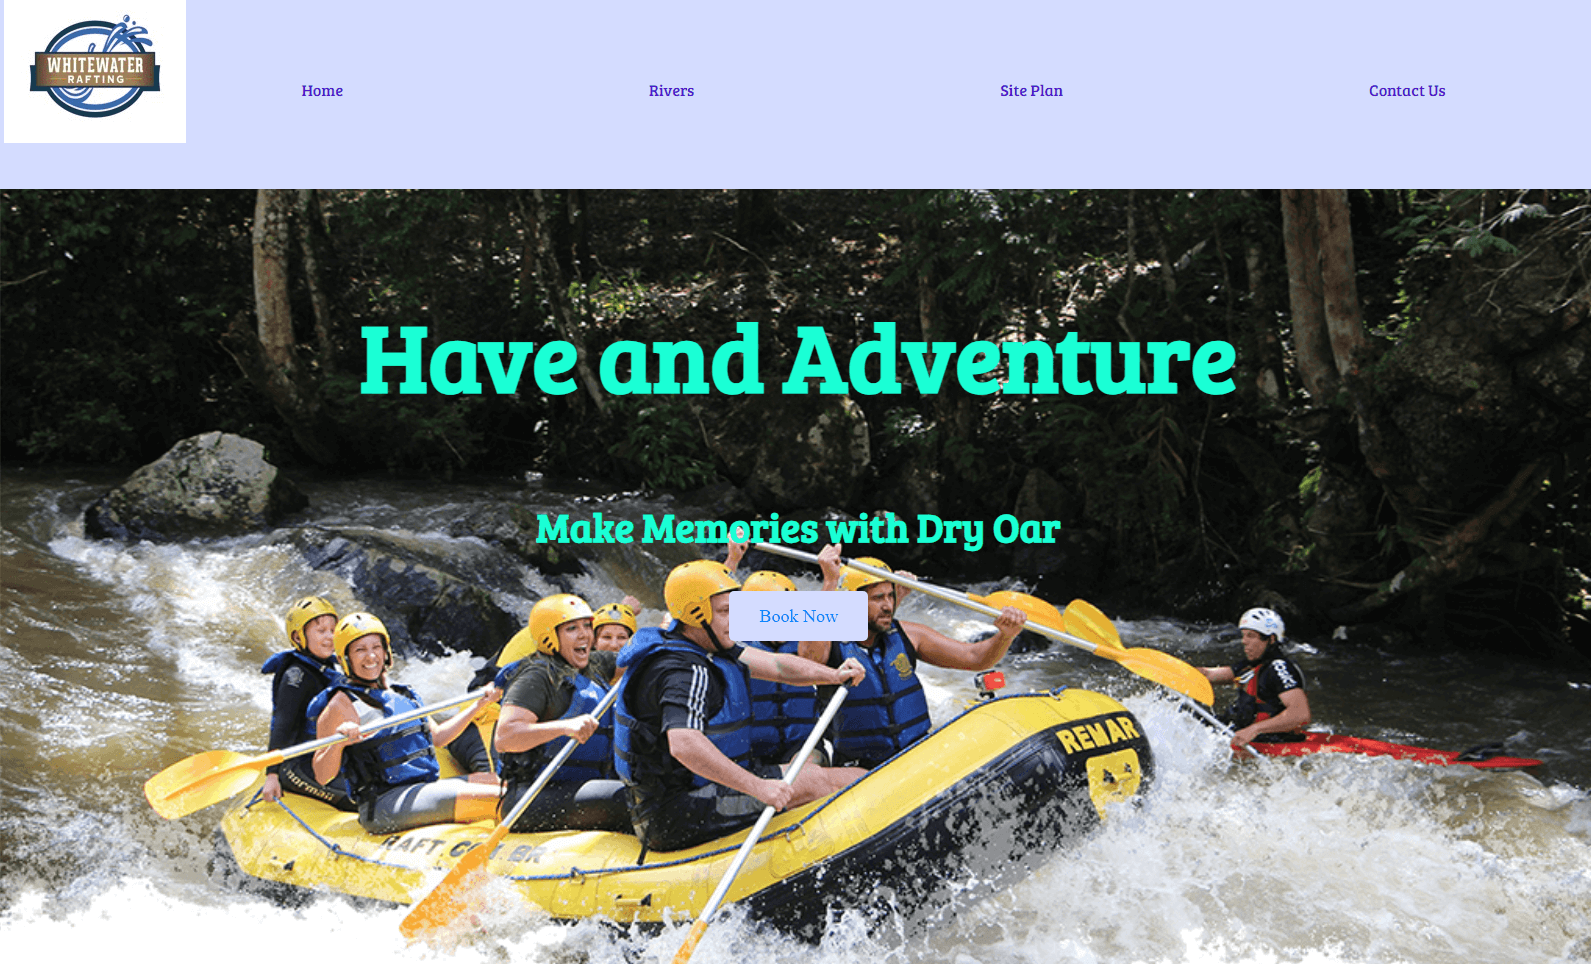 WHITEWATER
RAFTING
Home
Rivers
Site Plan
Contact Us
Have and Adventure
Make Memories with Dry Oar
Book Now
REMAR
RAFT.COM.BR